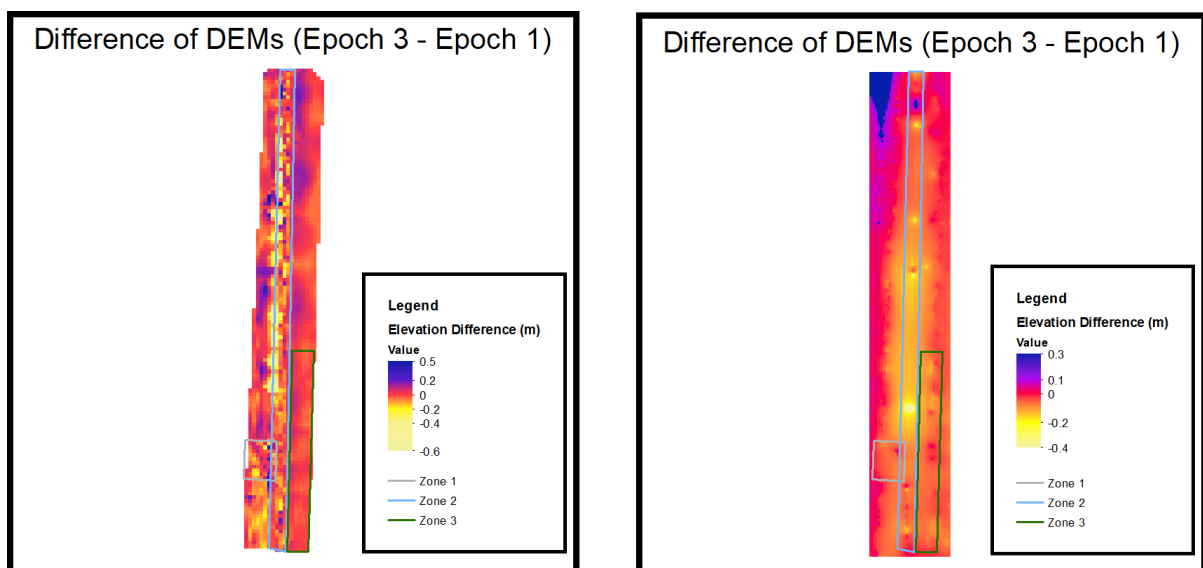 Difference of DEMs (Epoch 3 - Epoch 1)
Legend
Elevation Difference (m)
Value
0.5
0.2
0
-0.2
-0.4
-0.6
Zone 1
Zone 2
Zone 3
Difference of DEMs (Epoch 3 - Epoch 1)
Legend
Elevation Difference (m)
Value
0.3
0.1
0
-0.2
-0.4
Zone 1
Zone 2
Zone 3